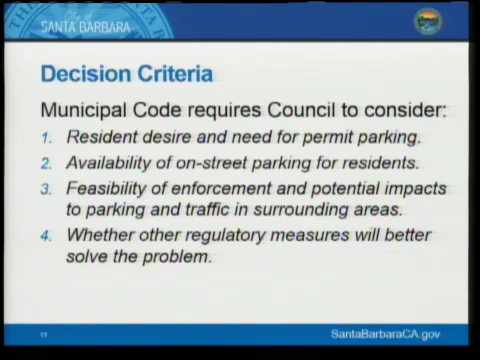 City of
SANTA BARBARA
Decision Criteria
Municipal Code requires Council to consider:
1. Resident desire and need for permit parking.
2. Availability of on-street parking for residents.
3. Feasibility of enforcement and potential impacts
to parking and traffic in surrounding areas.
4. Whether other regulatory measures will better
solve the problem.
11
SantaBarbaraCA.gov